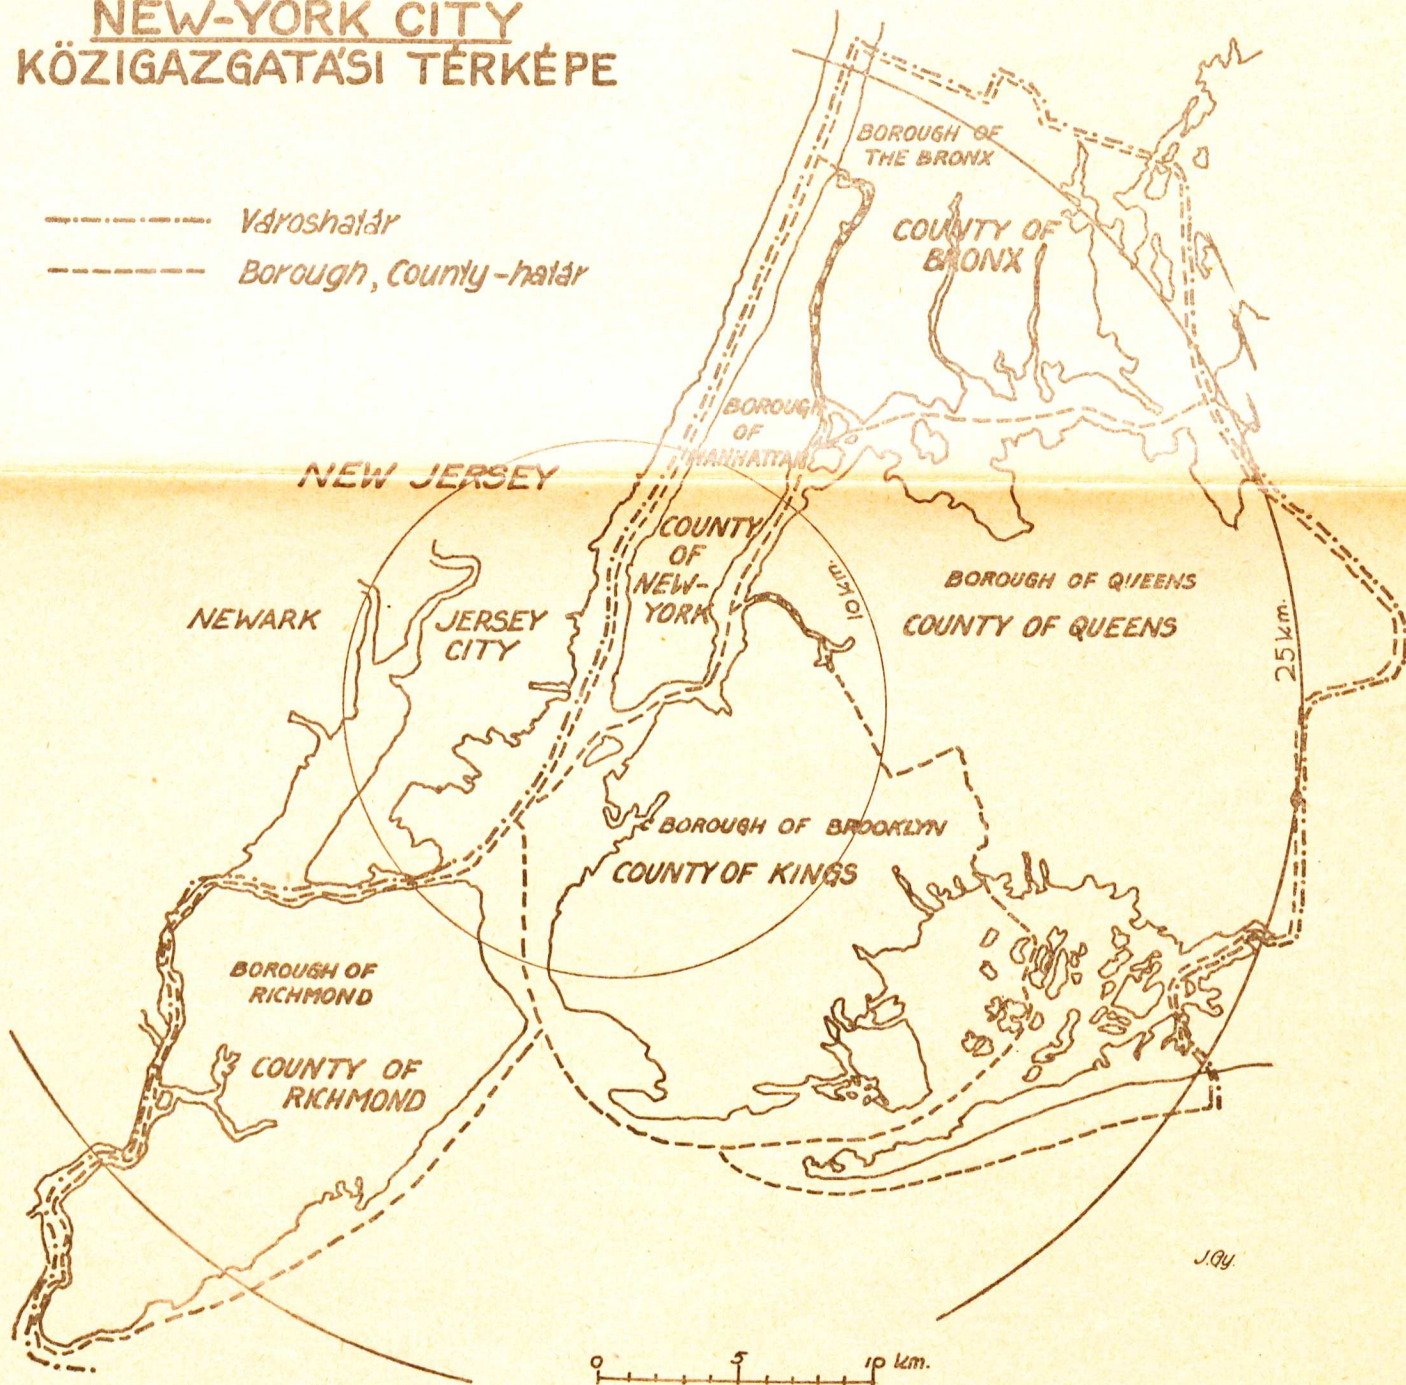 NEW-YORK CITY
KÖZIGAZGATÁSI TÉRKÉPE
Városhatár
Borough, County-határ
BOROUGH OF
THE BRONX
COUNTY OF
BRONX
BOROUGH
OF
MANHATTAN
NEW JERSEY
COUNTY
OF
NEW-
YORK
10 km.
BOROUGH OF QUEENS
COUNTY OF QUEENS
25 km.
NEWARK
JERSEY
CITY
BOROUGH OF BROOKLYN
COUNTY OF KINGS
BOROUGH OF
RICHMOND
COUNTY OF
RICHMOND
J.Gy.
0 5 10 km.